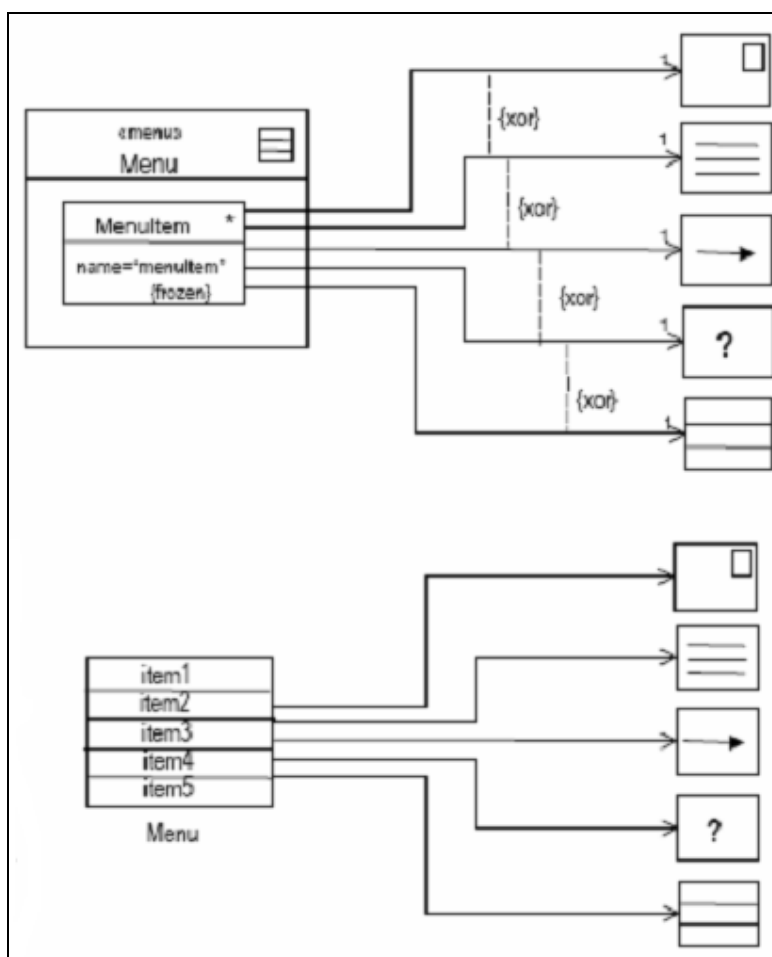 «menu»
Menu
MenuItem *
name="menuItem"
{frozen}
1
{xor}
1
{xor}
1
{xor}
1
?
{xor}
1
item1
item2
item3
item4
item5
Menu
?